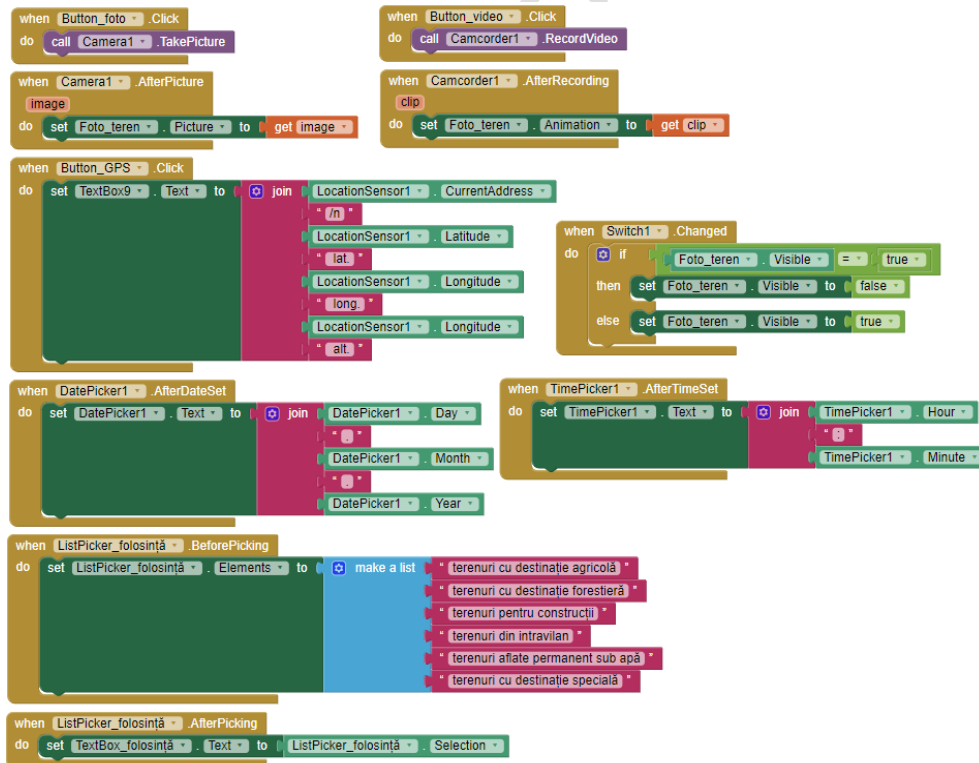 when Button_foto .Click
do call Camera1 .TakePicture
when Button_video .Click
do call Camcorder1 .RecordVideo
when Camera1 .AfterPicture
image
do set Foto_teren . Picture to get image
when Camcorder1 .AfterRecording
clip
do set Foto_teren . Animation to get clip
when Button_GPS .Click
do set TextBox9 . Text to join LocationSensor1 . CurrentAddress
" /n "
LocationSensor1 . Latitude
" lat. "
LocationSensor1 . Longitude
" long. "
LocationSensor1 . Longitude
" alt. "
when Switch1 .Changed
do if Foto_teren . Visible = true
then set Foto_teren . Visible to false
else set Foto_teren . Visible to true
when DatePicker1 .AfterDateSet
do set DatePicker1 . Text to join DatePicker1 . Day
" . "
DatePicker1 . Month
" . "
DatePicker1 . Year
when TimePicker1 .AfterTimeSet
do set TimePicker1 . Text to join TimePicker1 . Hour
" : "
TimePicker1 . Minute
when ListPicker_folosință .BeforePicking
do set ListPicker_folosință . Elements to make a list " terenuri cu destinație agricolă "
" terenuri cu destinație forestieră "
" terenuri pentru construcții "
" terenuri din intravilan "
" terenuri aflate permanent sub apă "
" terenuri cu destinație specială "
when ListPicker_folosință .AfterPicking
do set TextBox_folosință . Text to ListPicker_folosință . Selection